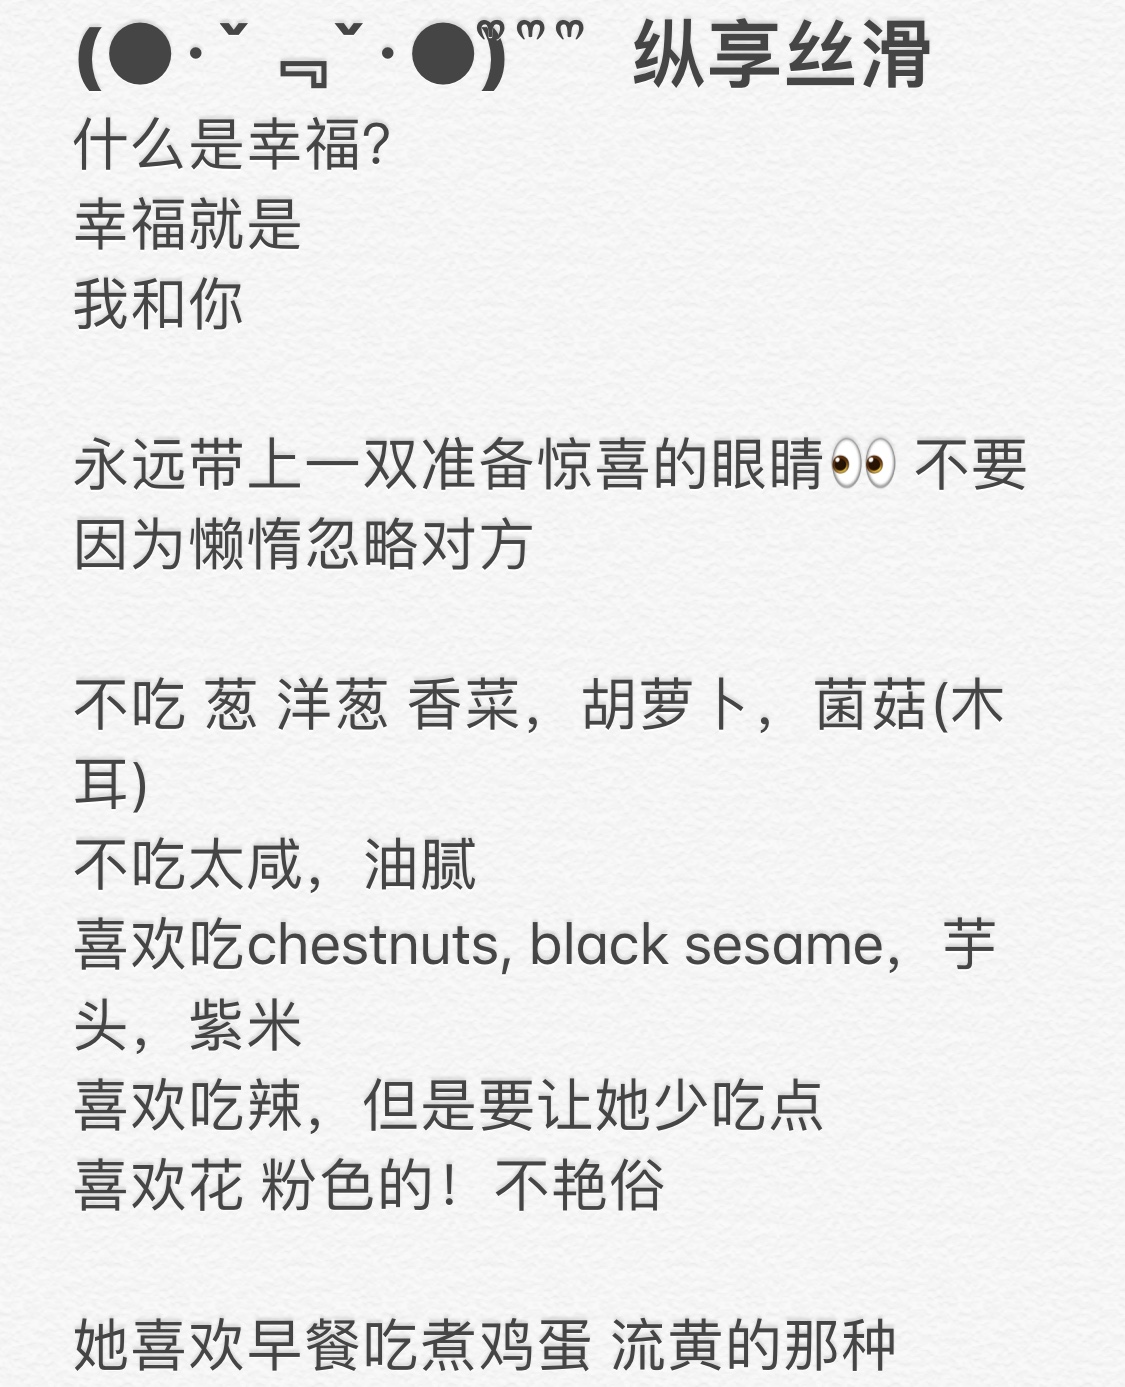 (●·̆ ﹃ ̆·●)ෆ ෆ ෆ 纵享丝滑
什么是幸福?
幸福就是
我和你
永远带上一双准备惊喜的眼睛👀 不要
因为懒惰忽略对方
不吃 葱 洋葱 香菜，胡萝卜，菌菇(木
耳)
不吃太咸，油腻
喜欢吃chestnuts, black sesame，芋
头，紫米
喜欢吃辣，但是要让她少吃点
喜欢花 粉色的！不艳俗
她喜欢早餐吃煮鸡蛋 流黄的那种